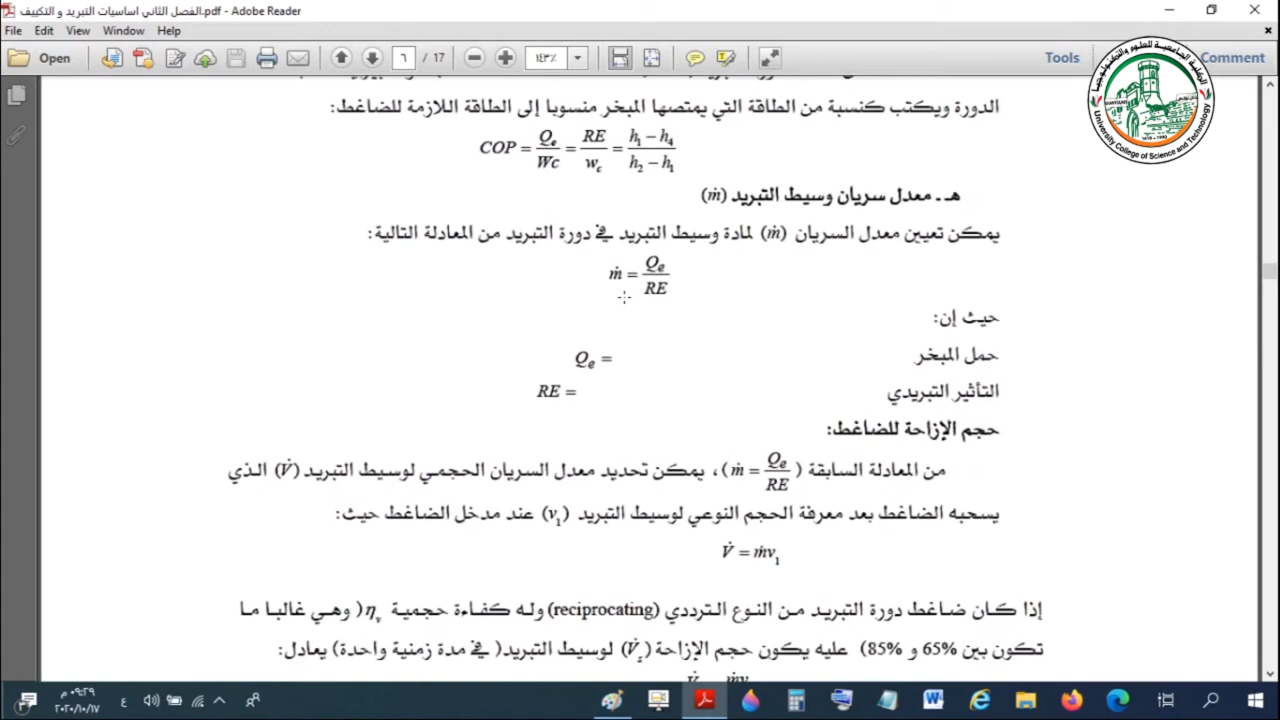 الفصل الثاني اساسيات التبريد و التكييف.pdf - Adobe Reader
File Edit View Window Help
Open ٦ / 17 ١٤٣٪ Tools Comment
الدورة ويكتب كنسبة من الطاقة التي يمتصها المبخر منسوبا إلى الطاقة اللازمة للضاغط:
COP = Qe / Wc = RE / wc = h1 − h4 / h2 − h1
هـ ـ معدل سريان وسيط التبريد (ṁ)
يمكن تعيين معدل السريان (ṁ) لمادة وسيط التبريد في دورة التبريد من المعادلة التالية:
ṁ = Qe / RE
حيث إن:
حمل المبخر Qe =
التأثير التبريدي RE =
حجم الإزاحة للضاغط:
من المعادلة السابقة (ṁ = Qe / RE)، يمكن تحديد معدل السريان الحجمي لوسيط التبريد (V̇) الذي
يسحبه الضاغط بعد معرفة الحجم النوعي لوسيط التبريد (v1) عند مدخل الضاغط حيث:
V̇ = ṁv1
إذا كان ضاغط دورة التبريد من النوع الترددي (reciprocating) وله كفاءة حجمية ηv ( وهي غالبا ما
تكون بين 65% و 85%) عليه يكون حجم الإزاحة (V̇t) لوسيط التبريد( في مدة زمنية واحدة) يعادل:
University College of Science and Technology
ع
٠٩:٢٩ م
٢٠٢٠/١٠/١٧